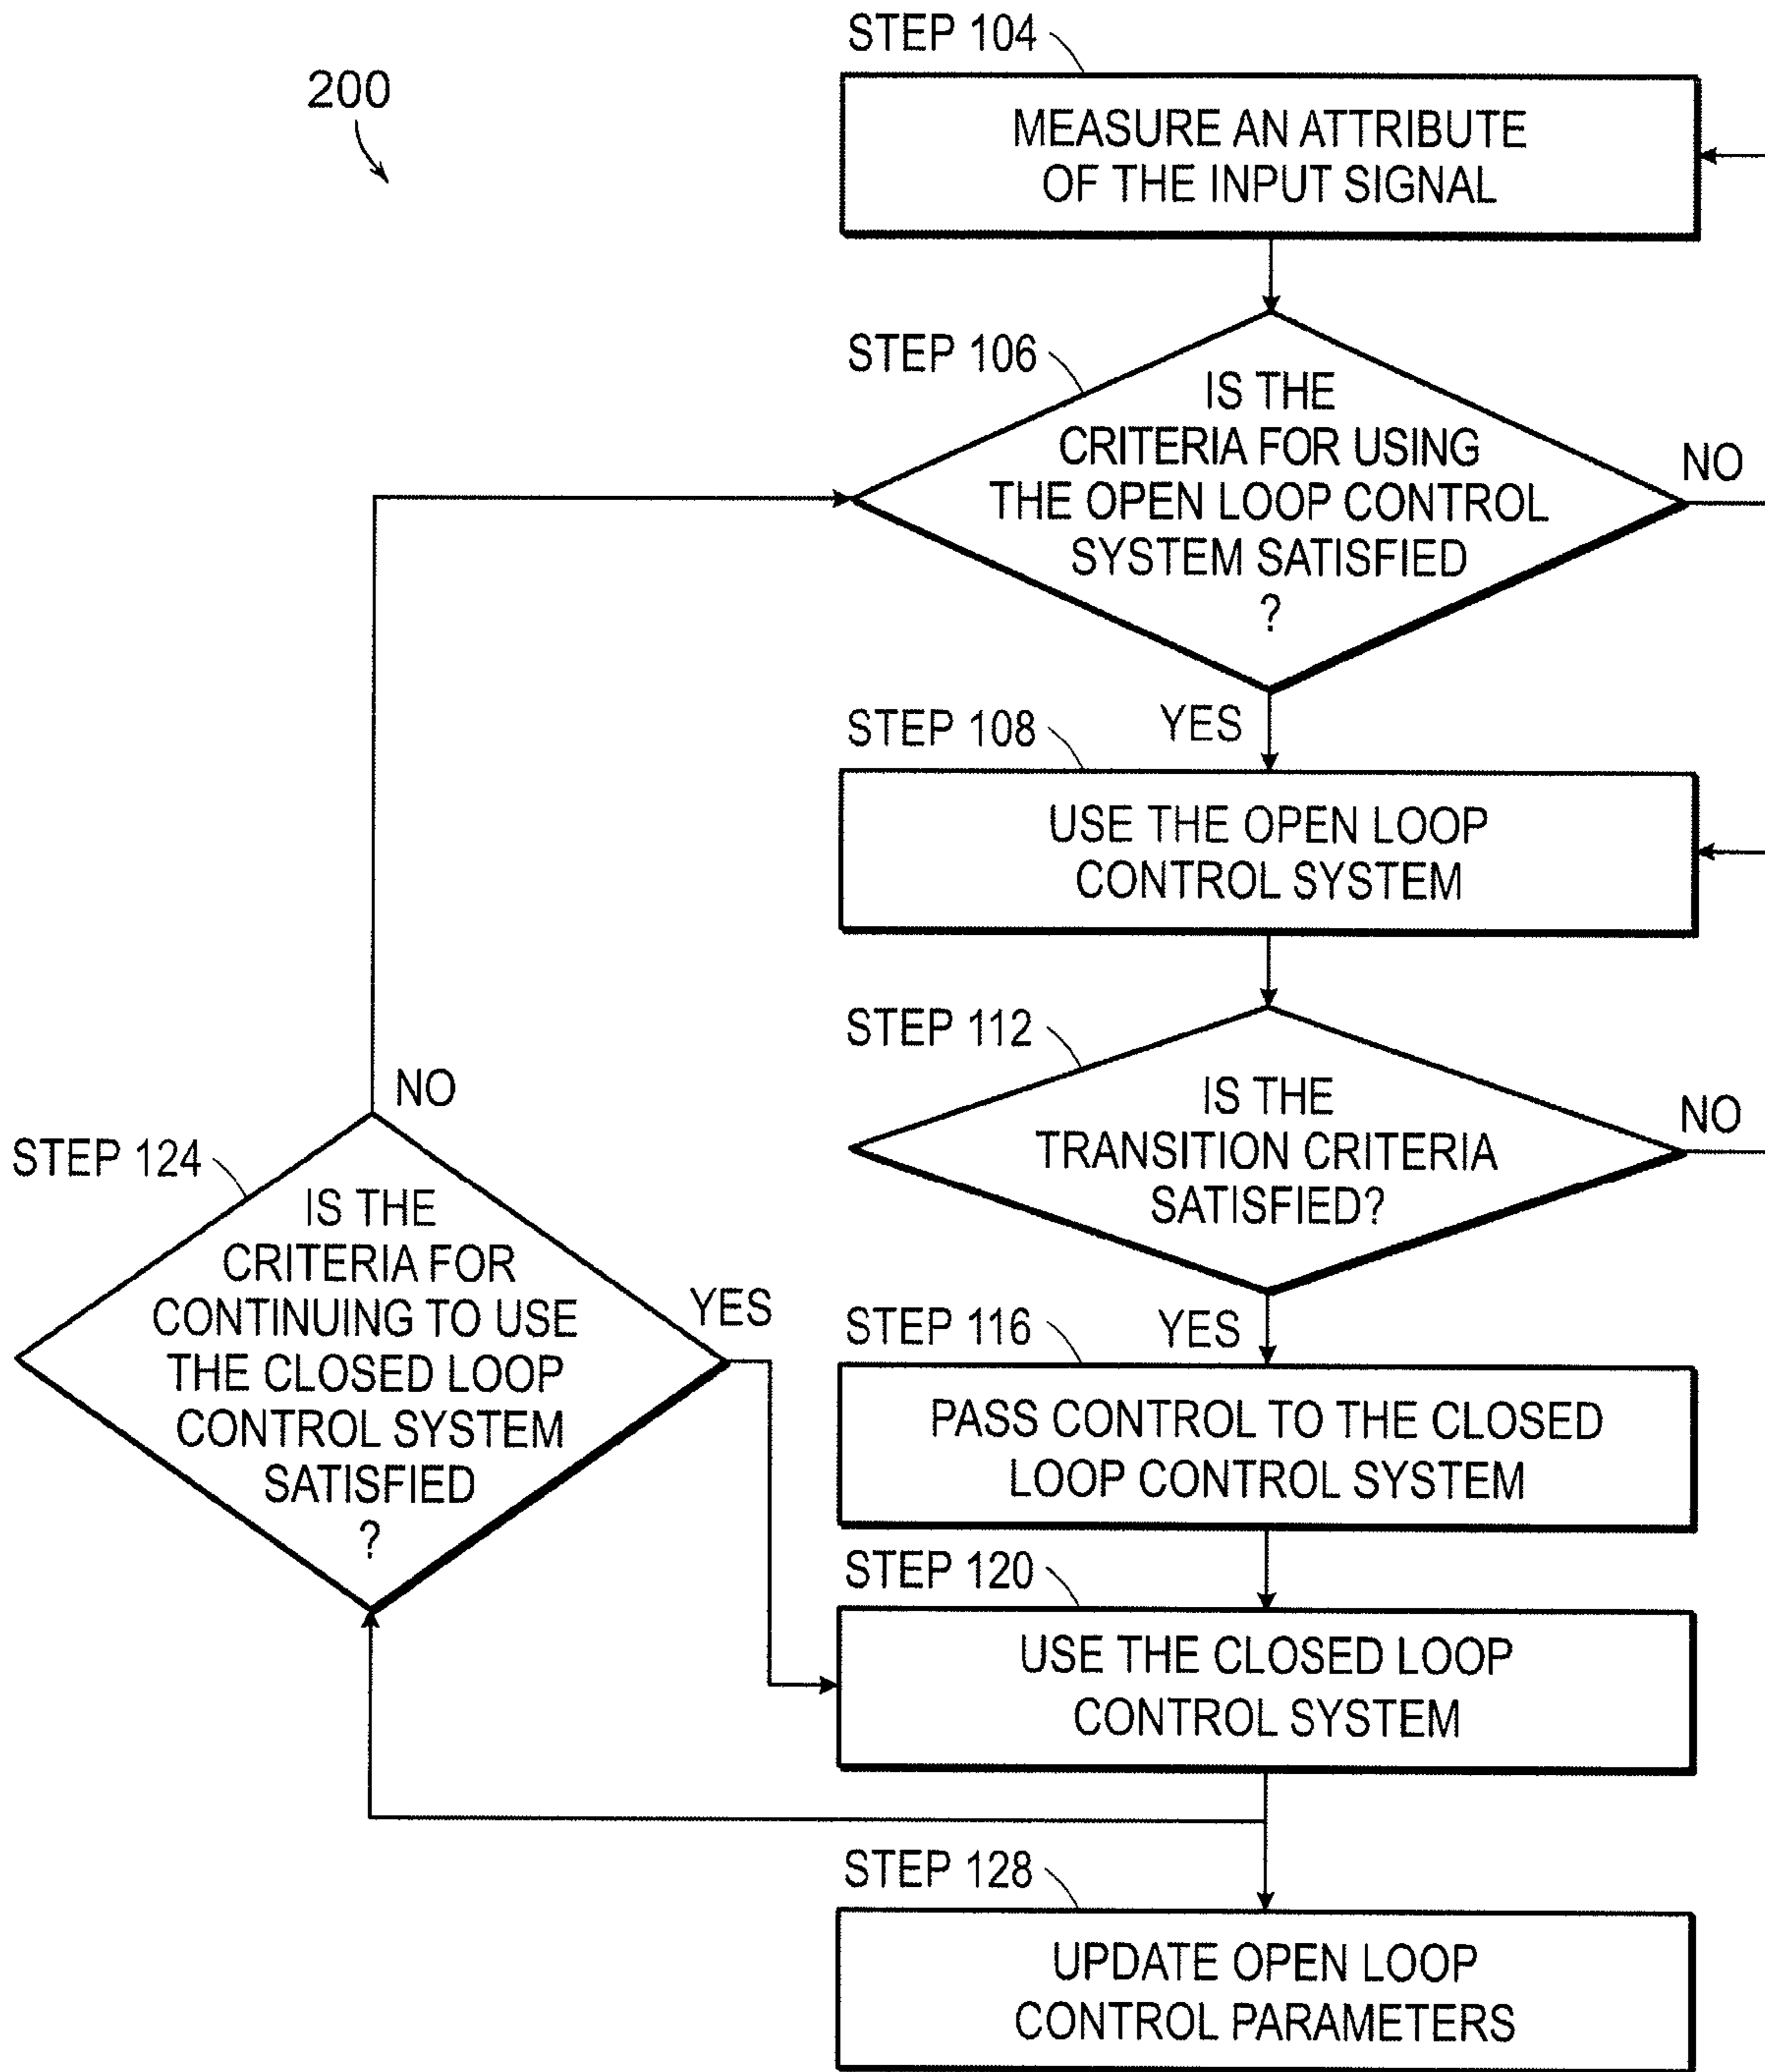 200
STEP 104
MEASURE AN ATTRIBUTE
OF THE INPUT SIGNAL
STEP 106
IS THE
CRITERIA FOR USING
THE OPEN LOOP CONTROL
SYSTEM SATISFIED
?
NO
YES
STEP 108
USE THE OPEN LOOP
CONTROL SYSTEM
STEP 112
IS THE
TRANSITION CRITERIA
SATISFIED?
NO
YES
STEP 116
PASS CONTROL TO THE CLOSED
LOOP CONTROL SYSTEM
STEP 120
USE THE CLOSED LOOP
CONTROL SYSTEM
STEP 124
NO
IS THE
CRITERIA FOR
CONTINUING TO USE
THE CLOSED LOOP
CONTROL SYSTEM
SATISFIED
?
YES
STEP 128
UPDATE OPEN LOOP
CONTROL PARAMETERS